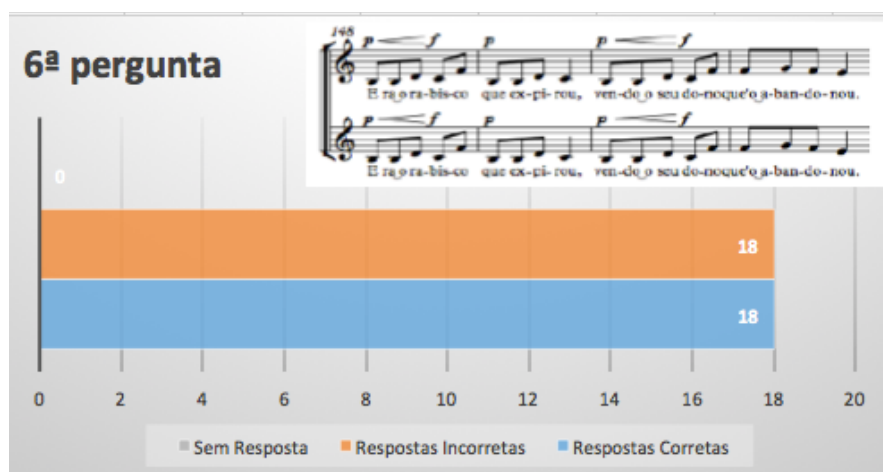 6ª pergunta
148
p f p p f
E ra o ra-bis-co que ex-pi-rou, ven-do o seu do-no que'o a-ban-do-nou.
p f p p f
E ra o ra-bis-co que ex-pi-rou, ven-do o seu do-no que'o a-ban-do-nou.
0
18
18
0 2 4 6 8 10 12 14 16 18 20
Sem Resposta Respostas Incorretas Respostas Corretas